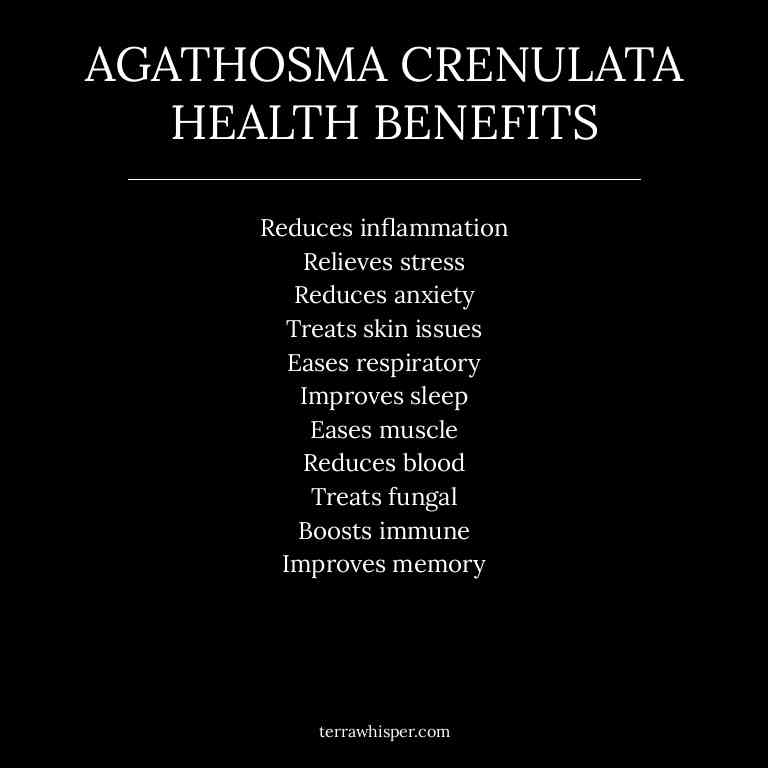 AGATHOSMA CRENULATA
HEALTH BENEFITS
Reduces inflammation
Relieves stress
Reduces anxiety
Treats skin issues
Eases respiratory
Improves sleep
Eases muscle
Reduces blood
Treats fungal
Boosts immune
Improves memory
terrawhisper.com